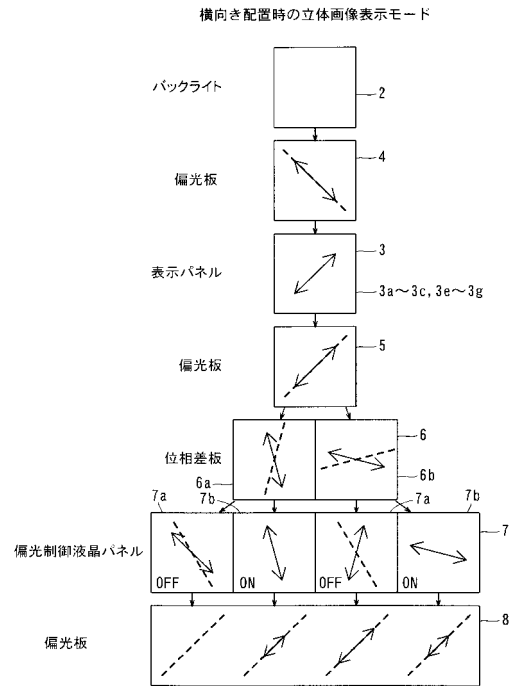 横向き配置時の立体画像表示モード
バックライト
2
4
偏光板
3
表示パネル
3a～3c,3e～3g
5
偏光板
位相差板
6
6a
6b
7a
7b
7a
7b
偏光制御液晶パネル
7
OFF
ON
OFF
ON
偏光板
8